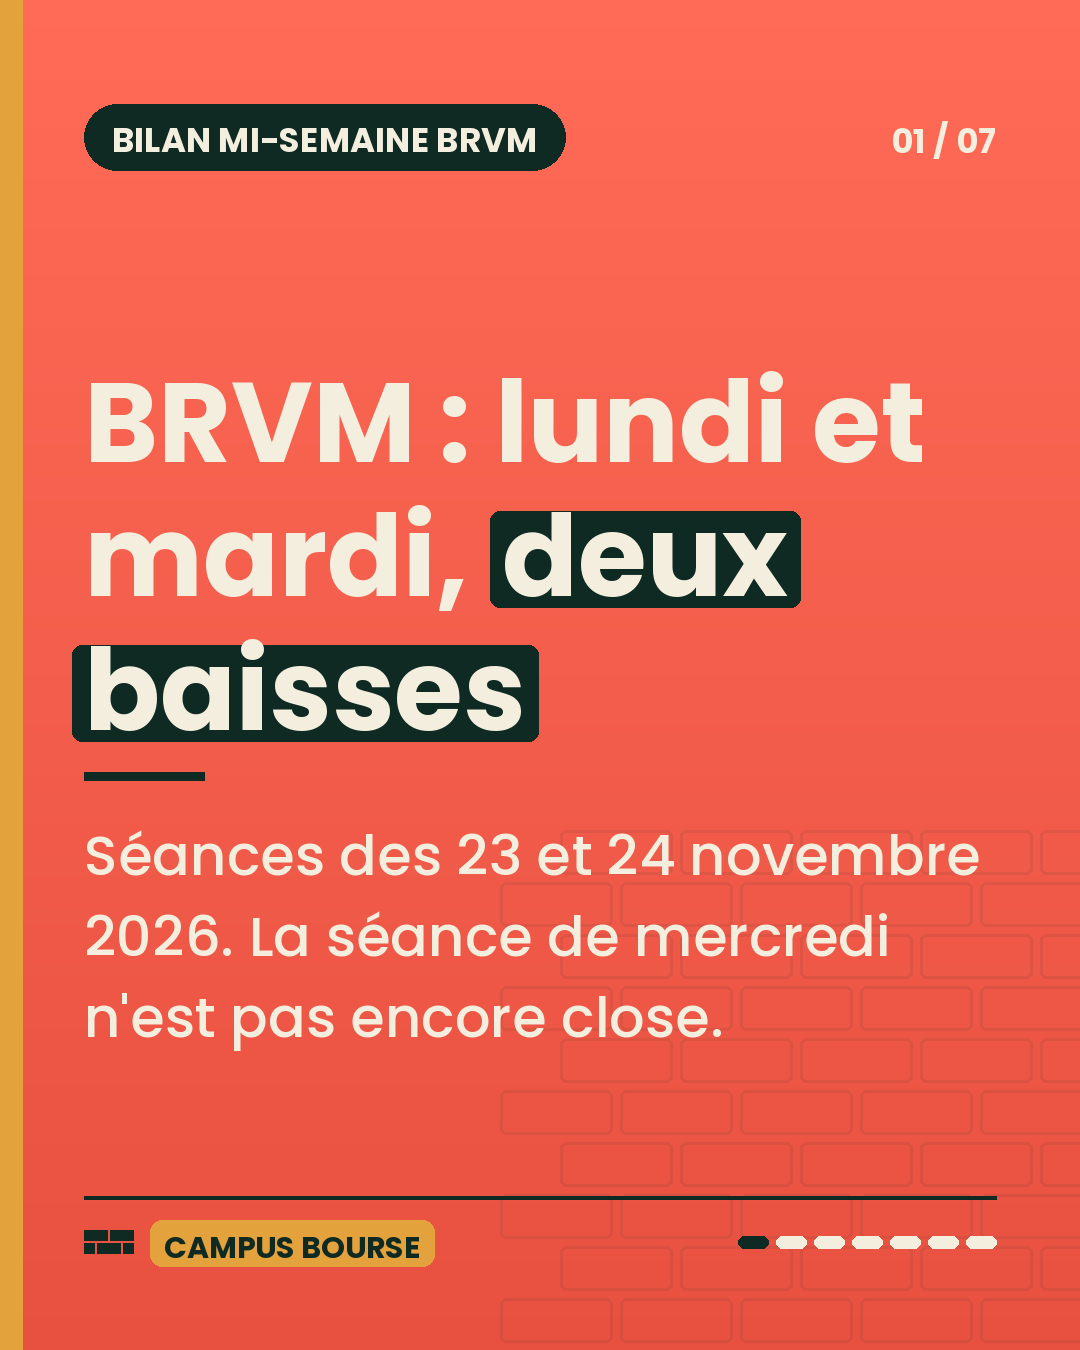 BILAN MI-SEMAINE BRVM
01 / 07
BRVM : lundi et
mardi, deux
baisses
Séances des 23 et 24 novembre
2026. La séance de mercredi
n'est pas encore close.
CAMPUS BOURSE